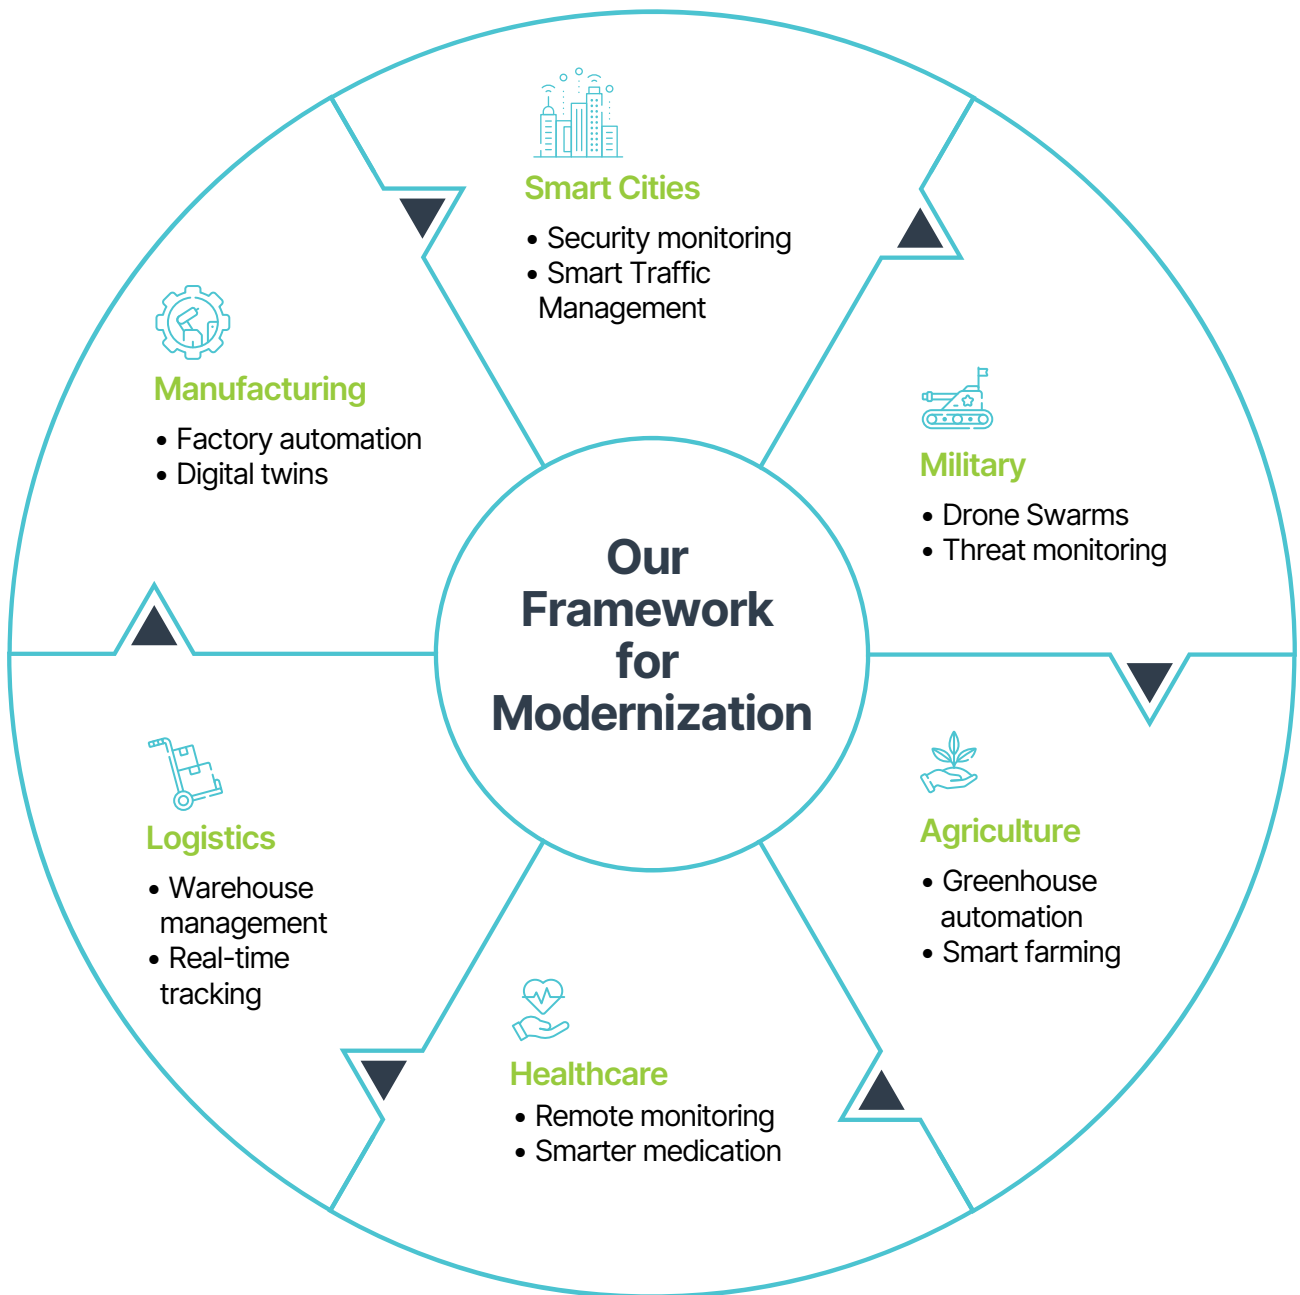 Smart Cities
• Security monitoring
• Smart Traffic
Management
Manufacturing
• Factory automation
• Digital twins
Military
• Drone Swarms
• Threat monitoring
Our
Framework
for
Modernization
Logistics
• Warehouse
management
• Real-time
tracking
Agriculture
• Greenhouse
automation
• Smart farming
Healthcare
• Remote monitoring
• Smarter medication